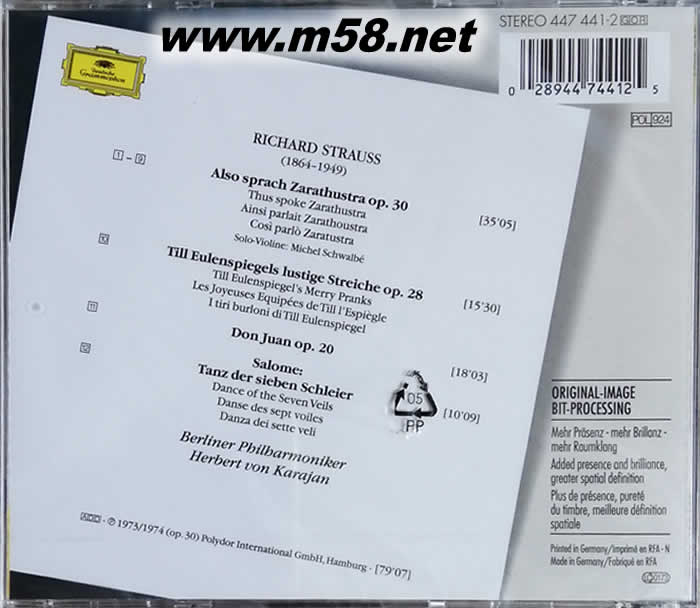 www.m58.net
Deutsche
Grammophon
STEREO 447 441-2 GOR
0 28944 74412 5
POL 924
RICHARD STRAUSS
(1864-1949)
1 - 9
Also sprach Zarathustra op. 30
Thus spoke Zarathustra
Ainsi parlait Zarathoustra
Così parlò Zaratustra
Solo-Violine: Michel Schwalbé
[35'05]
10
Till Eulenspiegels lustige Streiche op. 28
Till Eulenspiegel's Merry Pranks
Les Joyeuses Equipées de Till l'Espiègle
I tiri burloni di Till Eulenspiegel
[15'30]
11
Don Juan op. 20
[18'03]
12
Salome:
Tanz der sieben Schleier
Dance of the Seven Veils
Danse des sept voiles
Danza dei sette veli
[10'09]
05
PP
Berliner Philharmoniker
Herbert von Karajan
ADD - ℗ 1973/1974 (op. 30) Polydor International GmbH, Hamburg - [79'07]
ORIGINAL-IMAGE
BIT-PROCESSING
Mehr Präsenz - mehr Brillanz -
mehr Raumklang
Added presence and brilliance,
greater spatial definition
Plus de présence, pureté
du timbre, meilleure définition
spatiale
Printed in Germany/Imprimé en RFA - N
Made in Germany/Fabriqué en RFA